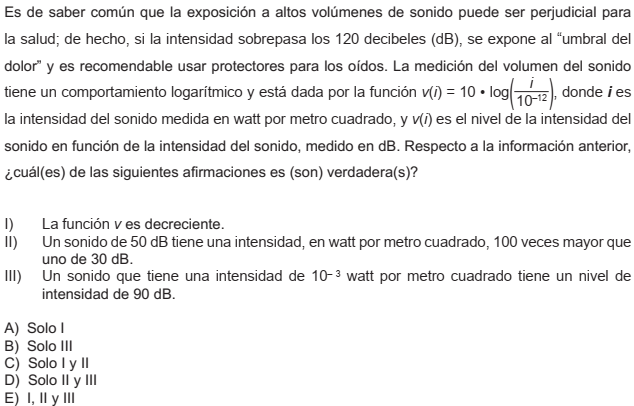 Es de saber común que la exposición a altos volúmenes de sonido puede ser perjudicial para
la salud; de hecho, si la intensidad sobrepasa los 120 decibeles (dB), se expone al “umbral del
dolor” y es recomendable usar protectores para los oídos. La medición del volumen del sonido
tiene un comportamiento logarítmico y está dada por la función v(i) = 10 • log(i/10⁻¹²), donde i es
la intensidad del sonido medida en watt por metro cuadrado, y v(i) es el nivel de la intensidad del
sonido en función de la intensidad del sonido, medido en dB. Respecto a la información anterior,
¿cuál(es) de las siguientes afirmaciones es (son) verdadera(s)?
I) La función v es decreciente.
II) Un sonido de 50 dB tiene una intensidad, en watt por metro cuadrado, 100 veces mayor que
uno de 30 dB.
III) Un sonido que tiene una intensidad de 10⁻³ watt por metro cuadrado tiene un nivel de
intensidad de 90 dB.
A) Solo I
B) Solo III
C) Solo I y II
D) Solo II y III
E) I, II y III